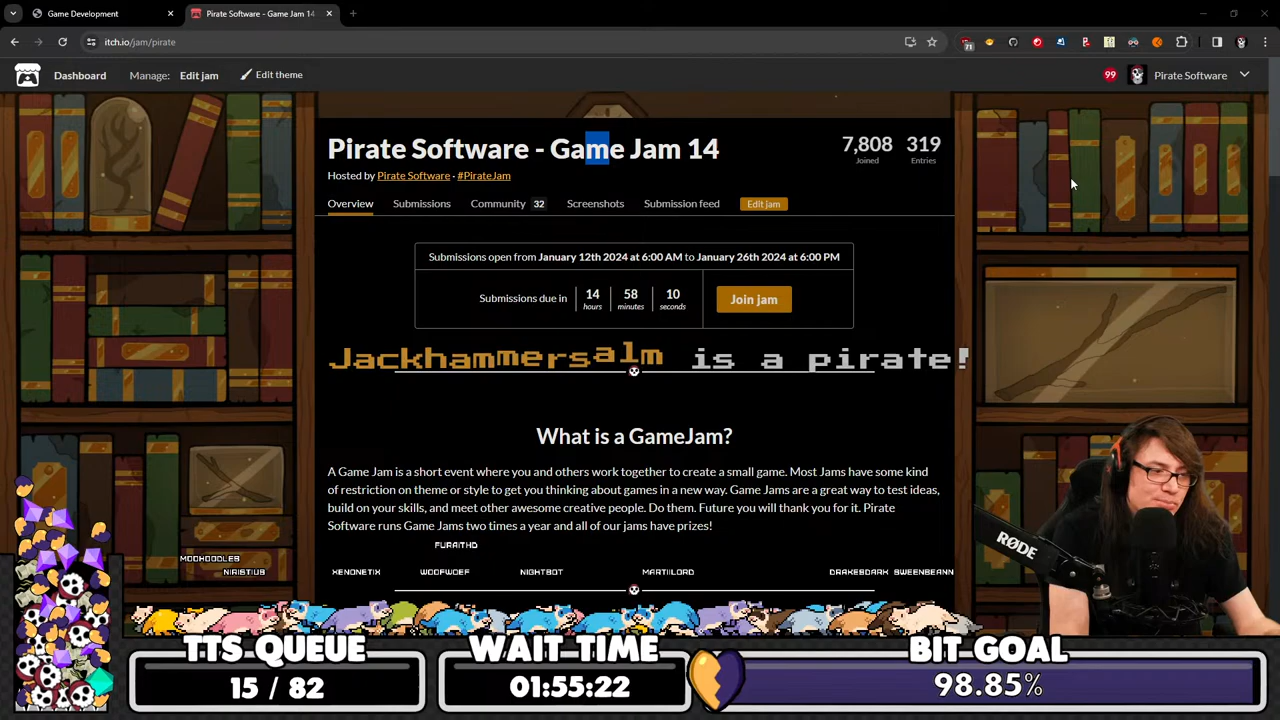 Game Development
Pirate Software - Game Jam 14
itch.io/jam/pirate
71
Dashboard
Manage:
Edit jam
Edit theme
99
Pirate Software
Pirate Software - Game Jam 14
7,808
Joined
319
Entries
Hosted by Pirate Software · #PirateJam
Overview
Submissions
Community 32
Screenshots
Submission feed
Edit jam
Submissions open from January 12th 2024 at 6:00 AM to January 26th 2024 at 6:00 PM
Submissions due in
14
hours
58
minutes
10
seconds
Join jam
Jackhammersalm is a pirate!
What is a GameJam?
A Game Jam is a short event where you and others work together to create a small game. Most Jams have some kind
of restriction on theme or style to get you thinking about games in a new way. Game Jams are a great way to test ideas,
build on your skills, and meet other awesome creative people. Do them. Future you will thank you for it. Pirate
Software runs Game Jams two times a year and all of our jams have prizes!
FURAITHD
MOOHOODLES
NIRISTIUS
XENONETIX
WOOFWOEF
NIGHTBOT
MARTIILORD
DRAKESDARK
SWEENBEANN
RØDE
TTS QUEUE
15 / 82
WAIT TIME
01:55:22
BIT GOAL
98.85%